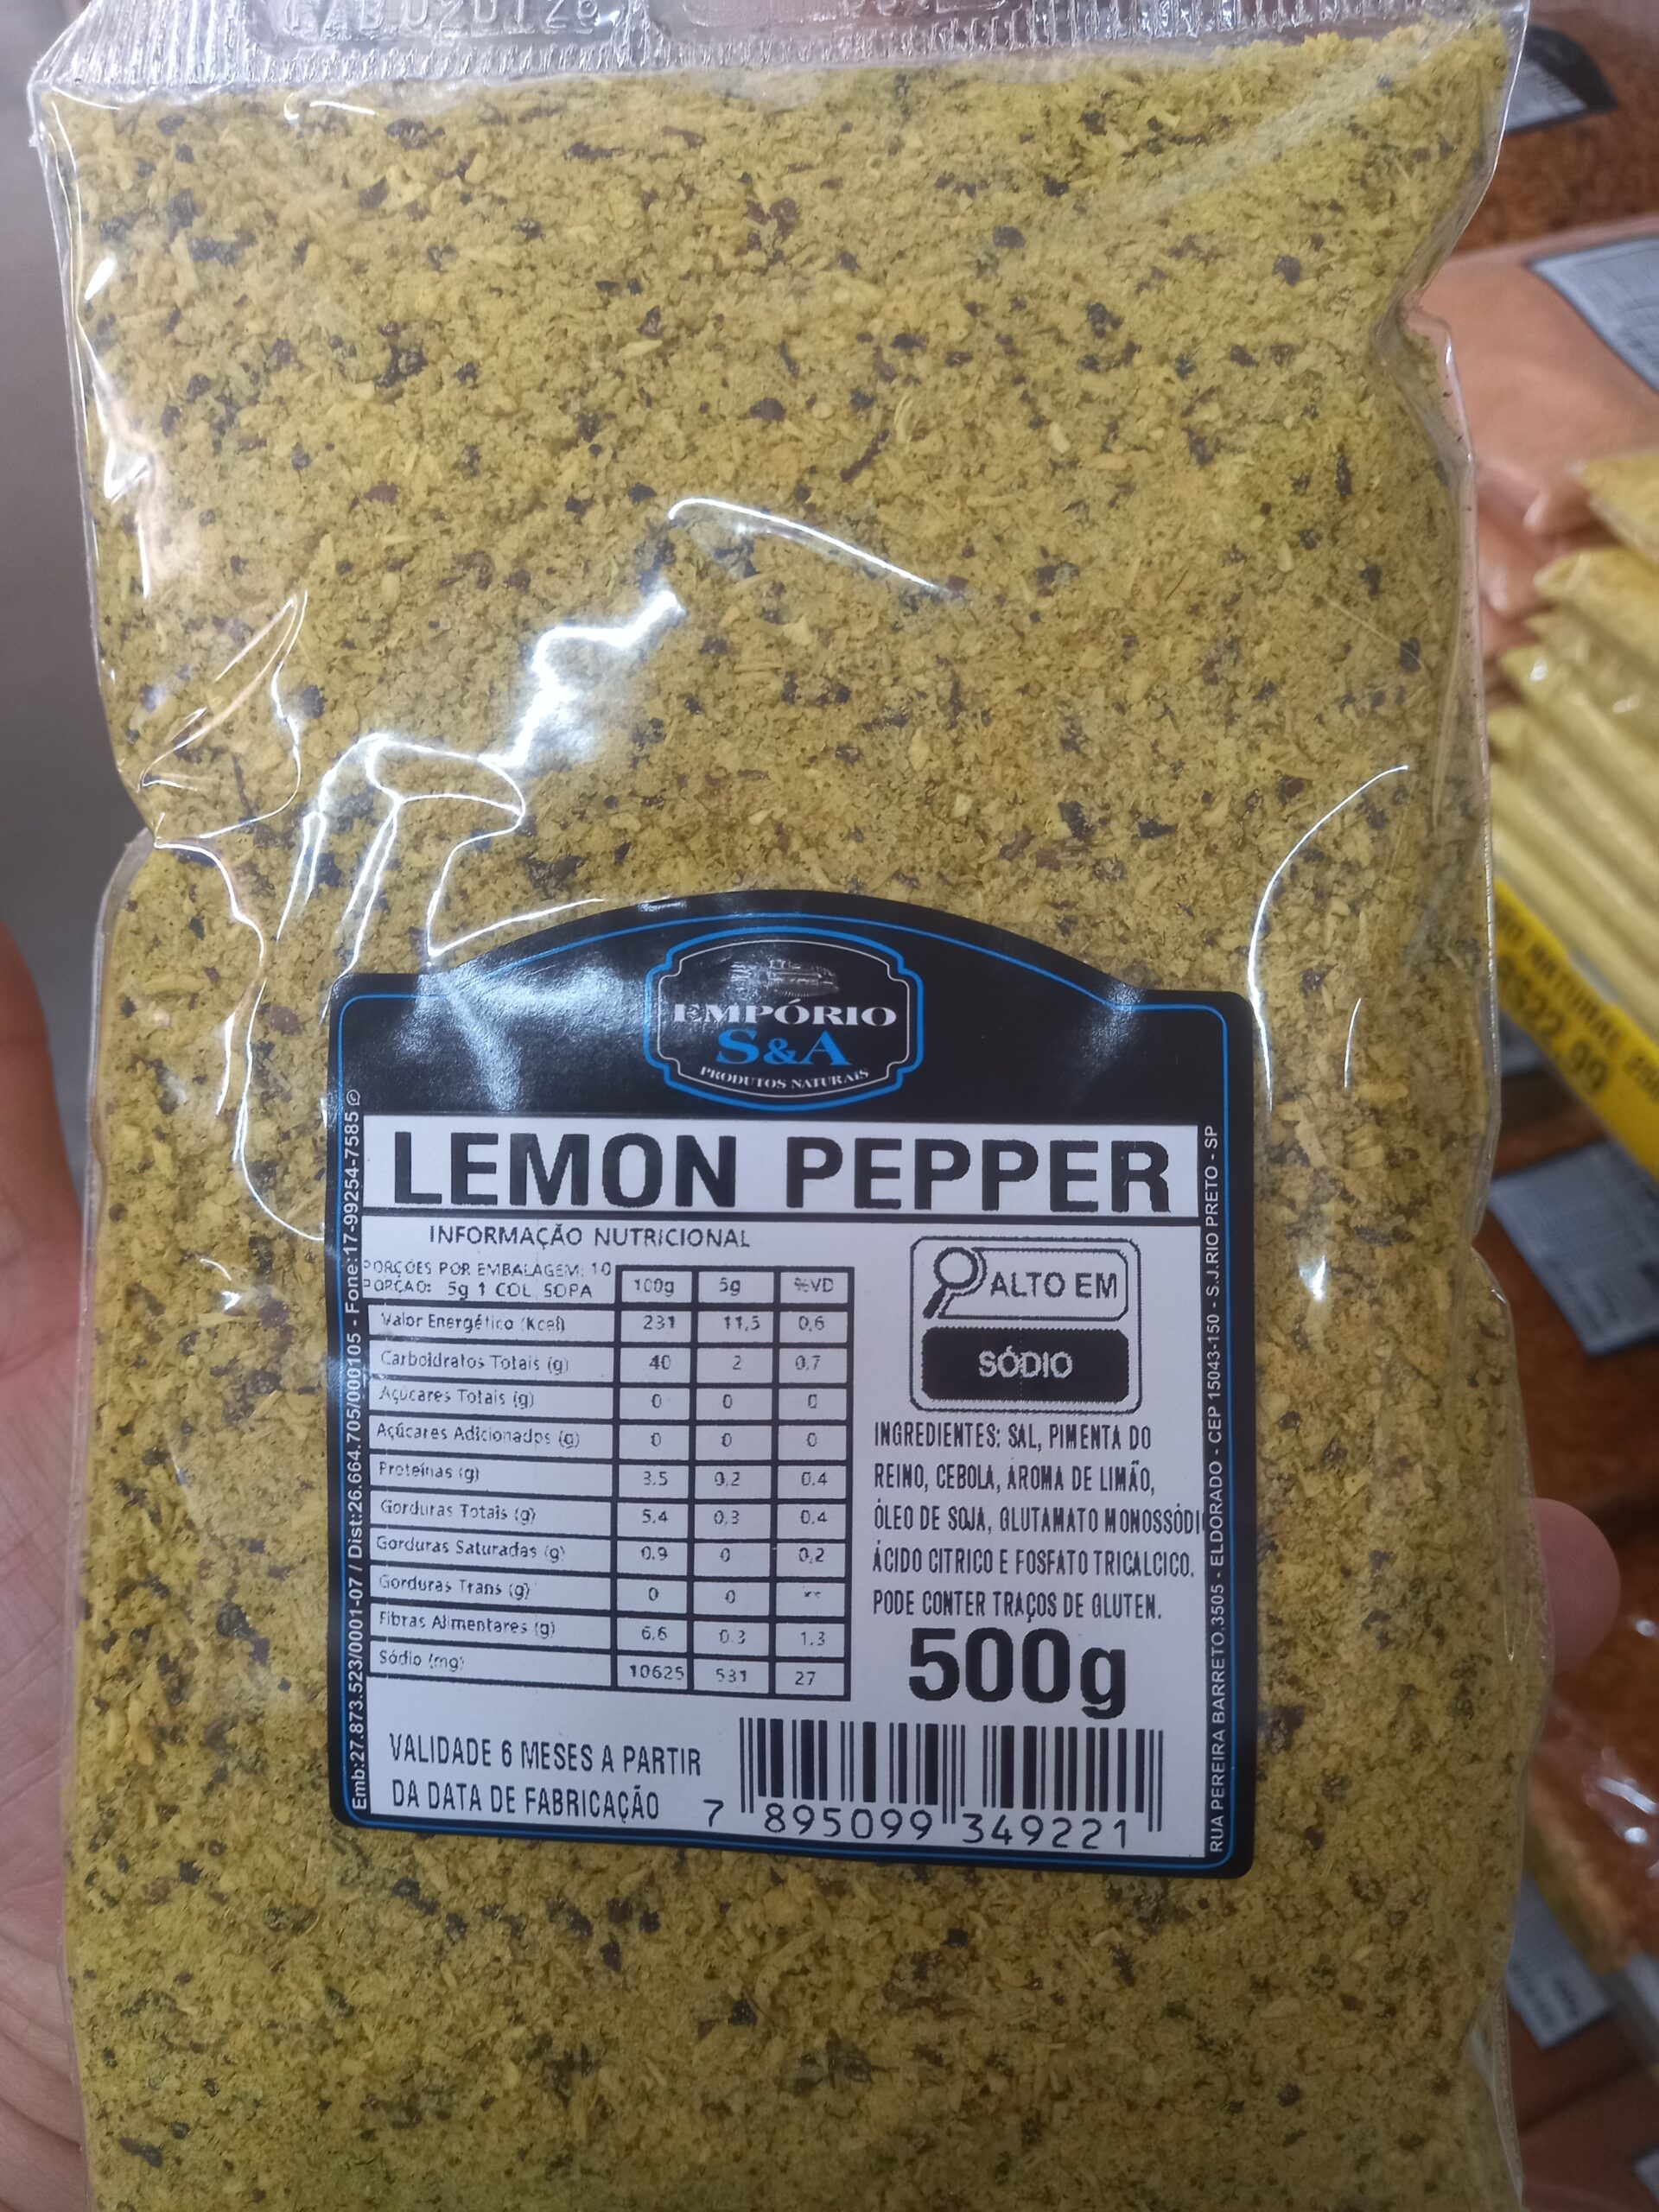 EMPÓRIO
S&A
PRODUTOS NATURAIS
LEMON PEPPER
INFORMAÇÃO NUTRICIONAL
PORÇÕES POR EMBALAGEM: 10
PORÇÃO: 5g 1 COL SOPA
100g 5g %VD
Valor Energético (Kcal) 231 11,5 0,6
Carboidratos Totais (g) 40 2 0,7
Açúcares Totais (g) 0 0 0
Açúcares Adicionados (g) 0 0 0
Proteínas (g) 3.5 0,2 0.4
Gorduras Totais (g) 5.4 0,3 0,4
Gorduras Saturadas (g) 0.9 0 0,2
Gorduras Trans (g) 0 0 **
Fibras Alimentares (g) 6.6 0.3 1.3
Sódio (mg) 10625 531 27
ALTO EM
SÓDIO
INGREDIENTES: SAL, PIMENTA DO
REINO, CEBOLA, AROMA DE LIMÃO,
ÓLEO DE SOJA, GLUTAMATO MONOSSÓDI
ÁCIDO CITRICO E FOSFATO TRICALCICO.
PODE CONTER TRAÇOS DE GLUTEN.
500g
VALIDADE 6 MESES A PARTIR
DA DATA DE FABRICAÇÃO
7 895099 349221
Emb:27.873.523/0001-07 / Dist:26.664.705/000105 - Fone:17-99254-7585
RUA PEREIRA BARRETO,3505 - ELDORADO - CEP 15043-150 - S.J.RIO PRETO - SP
NATURAL
22,99